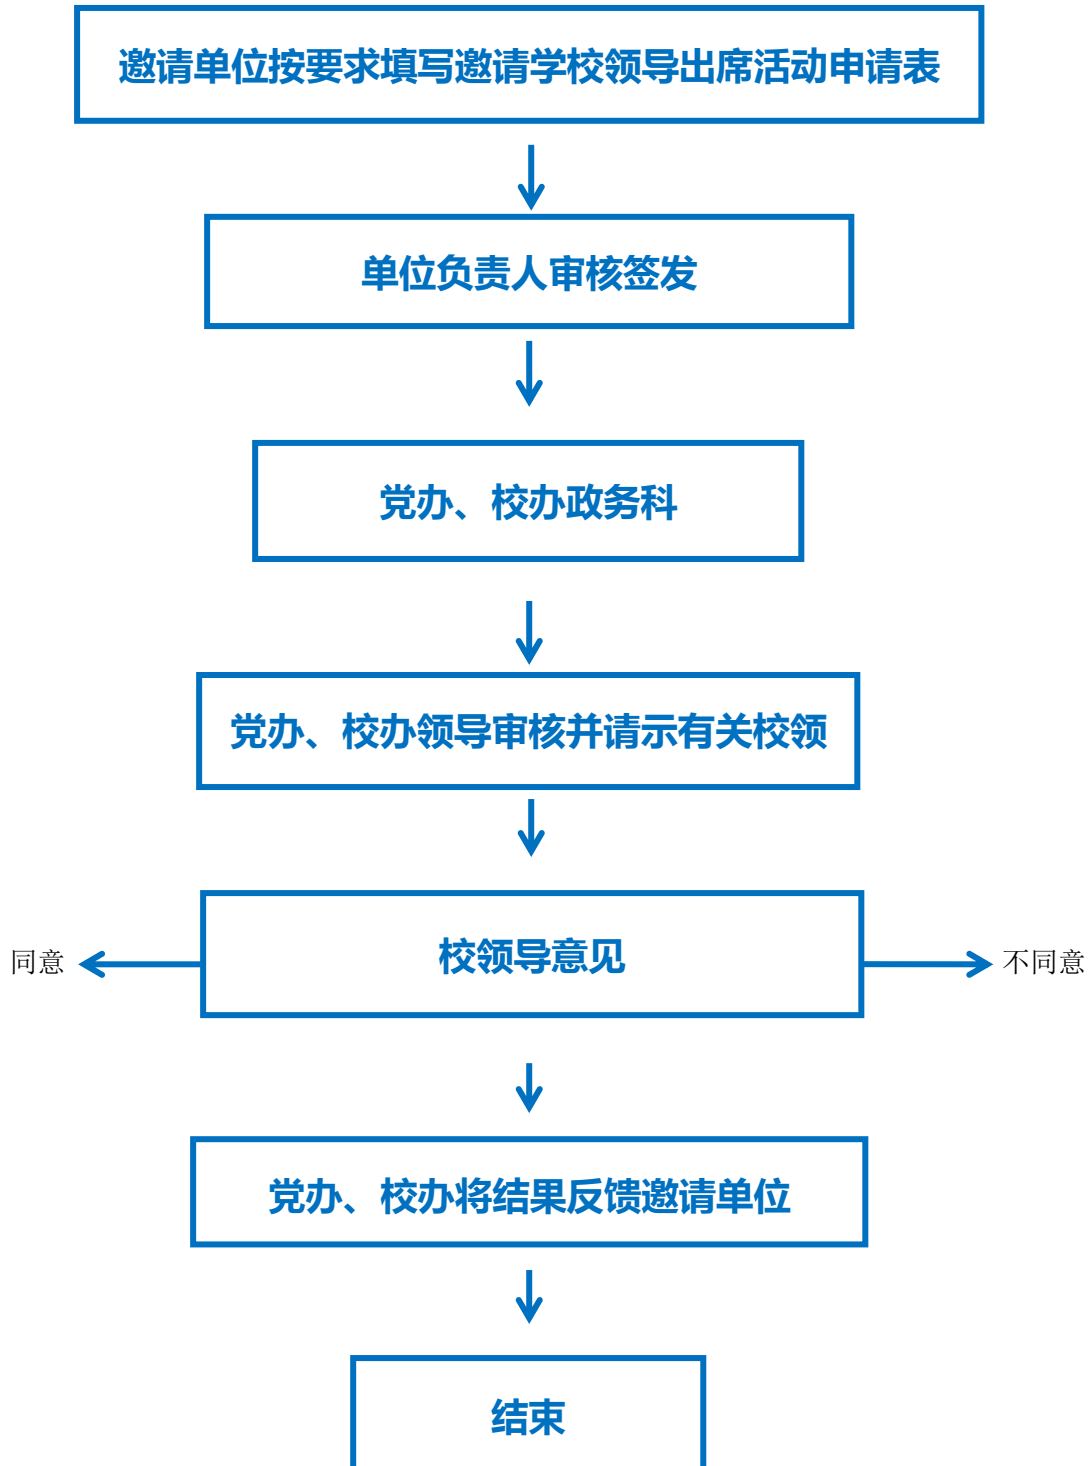 邀请单位按要求填写邀请学校领导出席活动申请表
单位负责人审核签发
党办、校办政务科
党办、校办领导审核并请示有关校领
同意
校领导意见
不同意
党办、校办将结果反馈邀请单位
结束